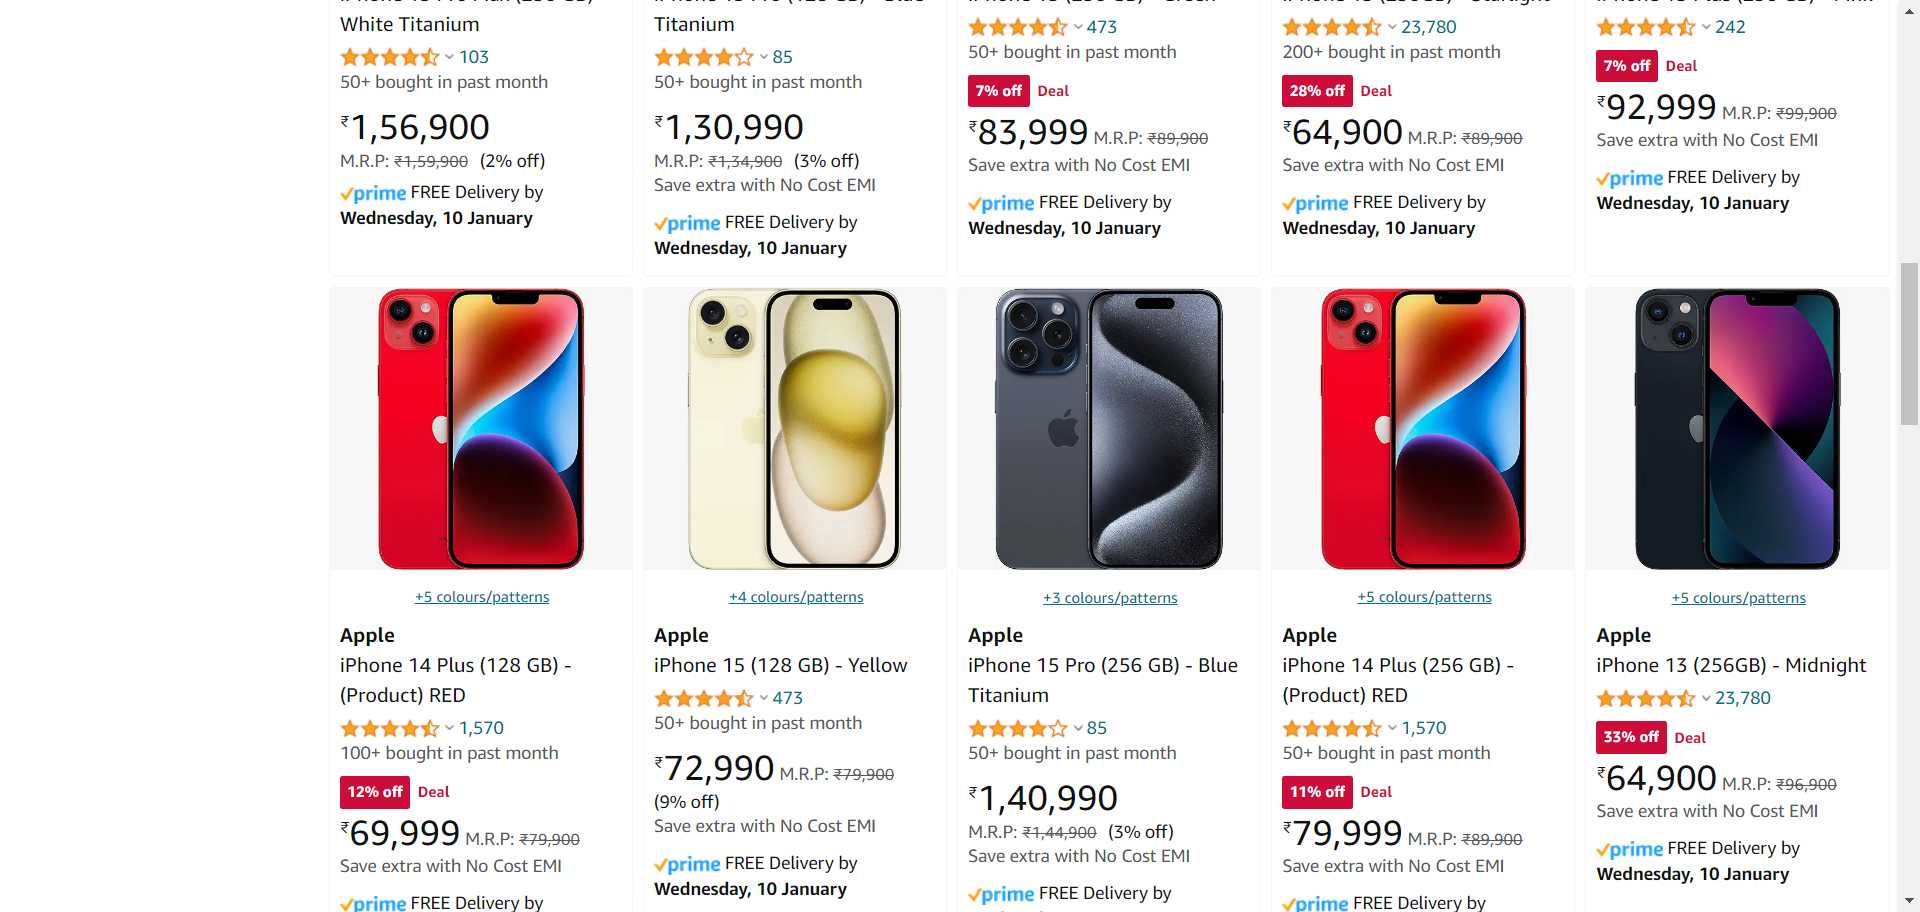 White Titanium
103
50+ bought in past month
₹1,56,900
M.R.P: ₹1,59,900 (2% off)
prime FREE Delivery by
Wednesday, 10 January
Titanium
85
50+ bought in past month
₹1,30,990
M.R.P: ₹1,34,900 (3% off)
Save extra with No Cost EMI
prime FREE Delivery by
Wednesday, 10 January
473
50+ bought in past month
7% off Deal
₹83,999 M.R.P: ₹89,900
Save extra with No Cost EMI
prime FREE Delivery by
Wednesday, 10 January
23,780
200+ bought in past month
28% off Deal
₹64,900 M.R.P: ₹89,900
Save extra with No Cost EMI
prime FREE Delivery by
Wednesday, 10 January
242
7% off Deal
₹92,999 M.R.P: ₹99,900
Save extra with No Cost EMI
prime FREE Delivery by
Wednesday, 10 January
+5 colours/patterns
Apple
iPhone 14 Plus (128 GB) -
(Product) RED
1,570
100+ bought in past month
12% off Deal
₹69,999 M.R.P: ₹79,900
Save extra with No Cost EMI
prime FREE Delivery by
+4 colours/patterns
Apple
iPhone 15 (128 GB) - Yellow
473
50+ bought in past month
₹72,990 M.R.P: ₹79,900
(9% off)
Save extra with No Cost EMI
prime FREE Delivery by
Wednesday, 10 January
+3 colours/patterns
Apple
iPhone 15 Pro (256 GB) - Blue
Titanium
85
50+ bought in past month
₹1,40,990
M.R.P: ₹1,44,900 (3% off)
Save extra with No Cost EMI
prime FREE Delivery by
+5 colours/patterns
Apple
iPhone 14 Plus (256 GB) -
(Product) RED
1,570
50+ bought in past month
11% off Deal
₹79,999 M.R.P: ₹89,900
Save extra with No Cost EMI
prime FREE Delivery by
+5 colours/patterns
Apple
iPhone 13 (256GB) - Midnight
23,780
33% off Deal
₹64,900 M.R.P: ₹96,900
Save extra with No Cost EMI
prime FREE Delivery by
Wednesday, 10 January